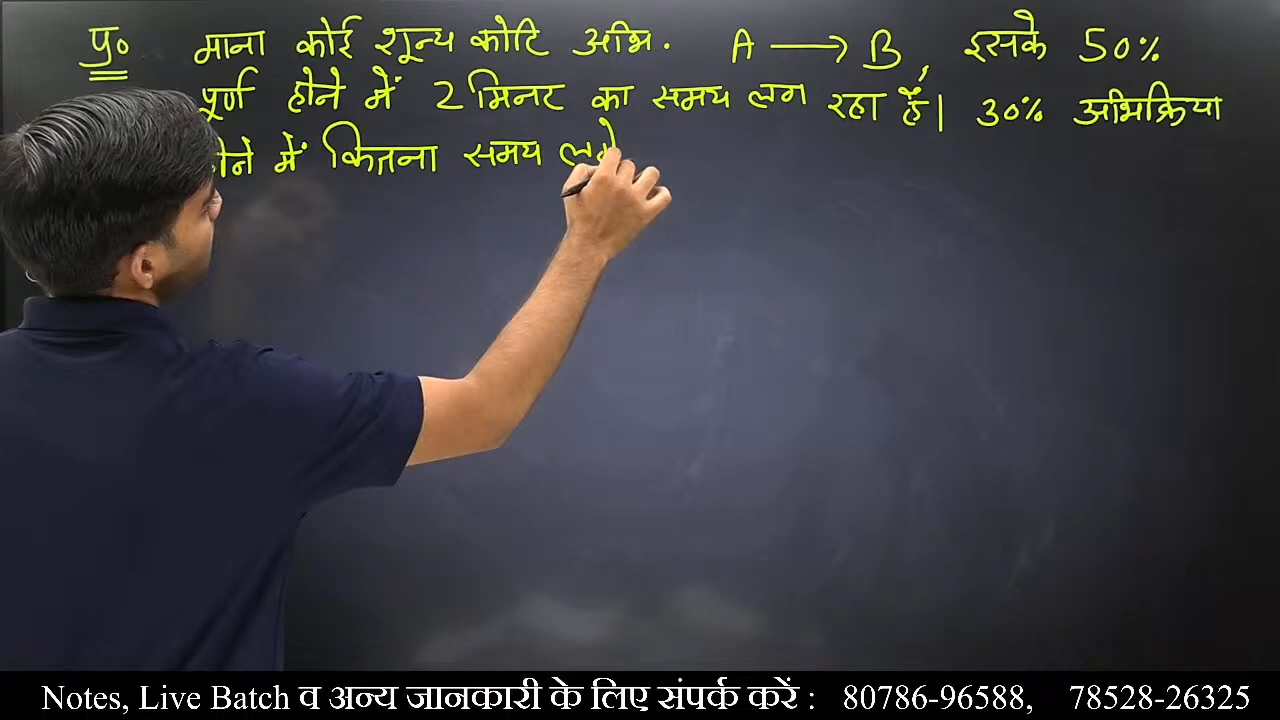 प्र० माना कोई शून्य कोटि अभि. A ⟶ B, इसके 50%
पूर्ण होने में 2 मिनट का समय लग रहा है। 30% अभिक्रिया
होने में कितना समय
Notes, Live Batch व अन्य जानकारी के लिए संपर्क करें : 80786-96588, 78528-26325